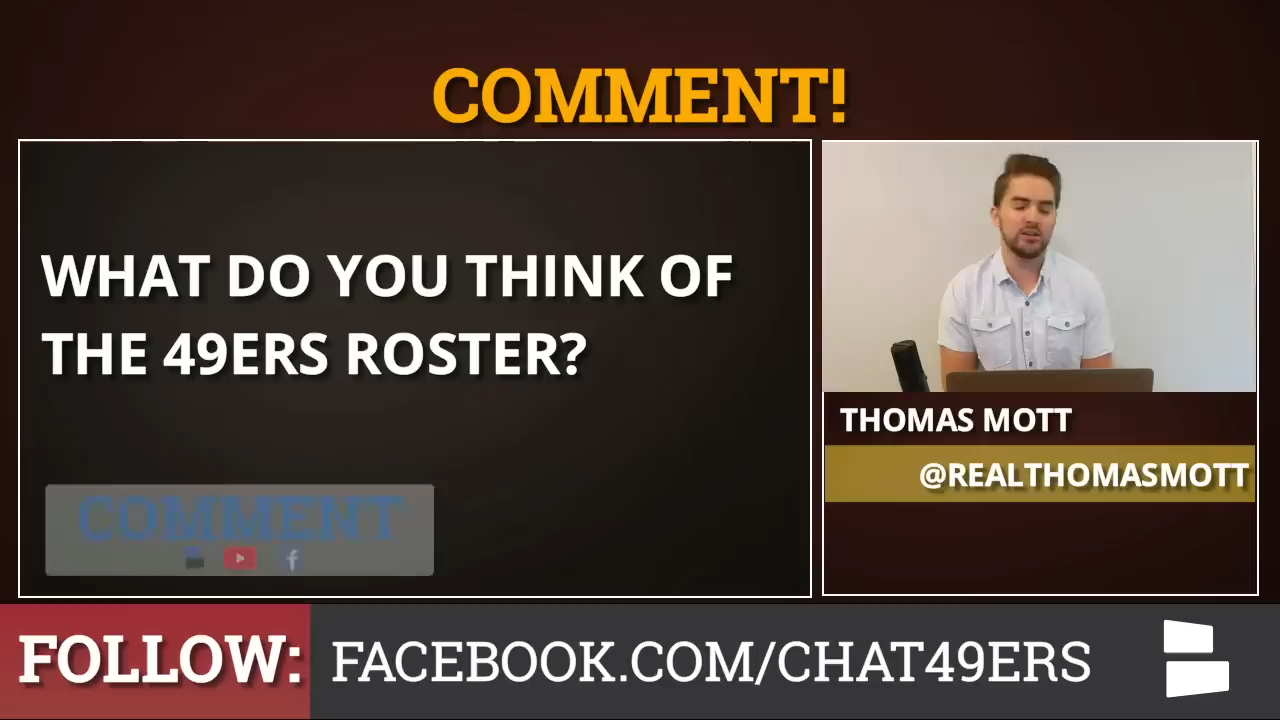 COMMENT!
WHAT DO YOU THINK OF
THE 49ERS ROSTER?
COMMENT
THOMAS MOTT
@REALTHOMASMOTT
FOLLOW:
FACEBOOK.COM/CHAT49ERS